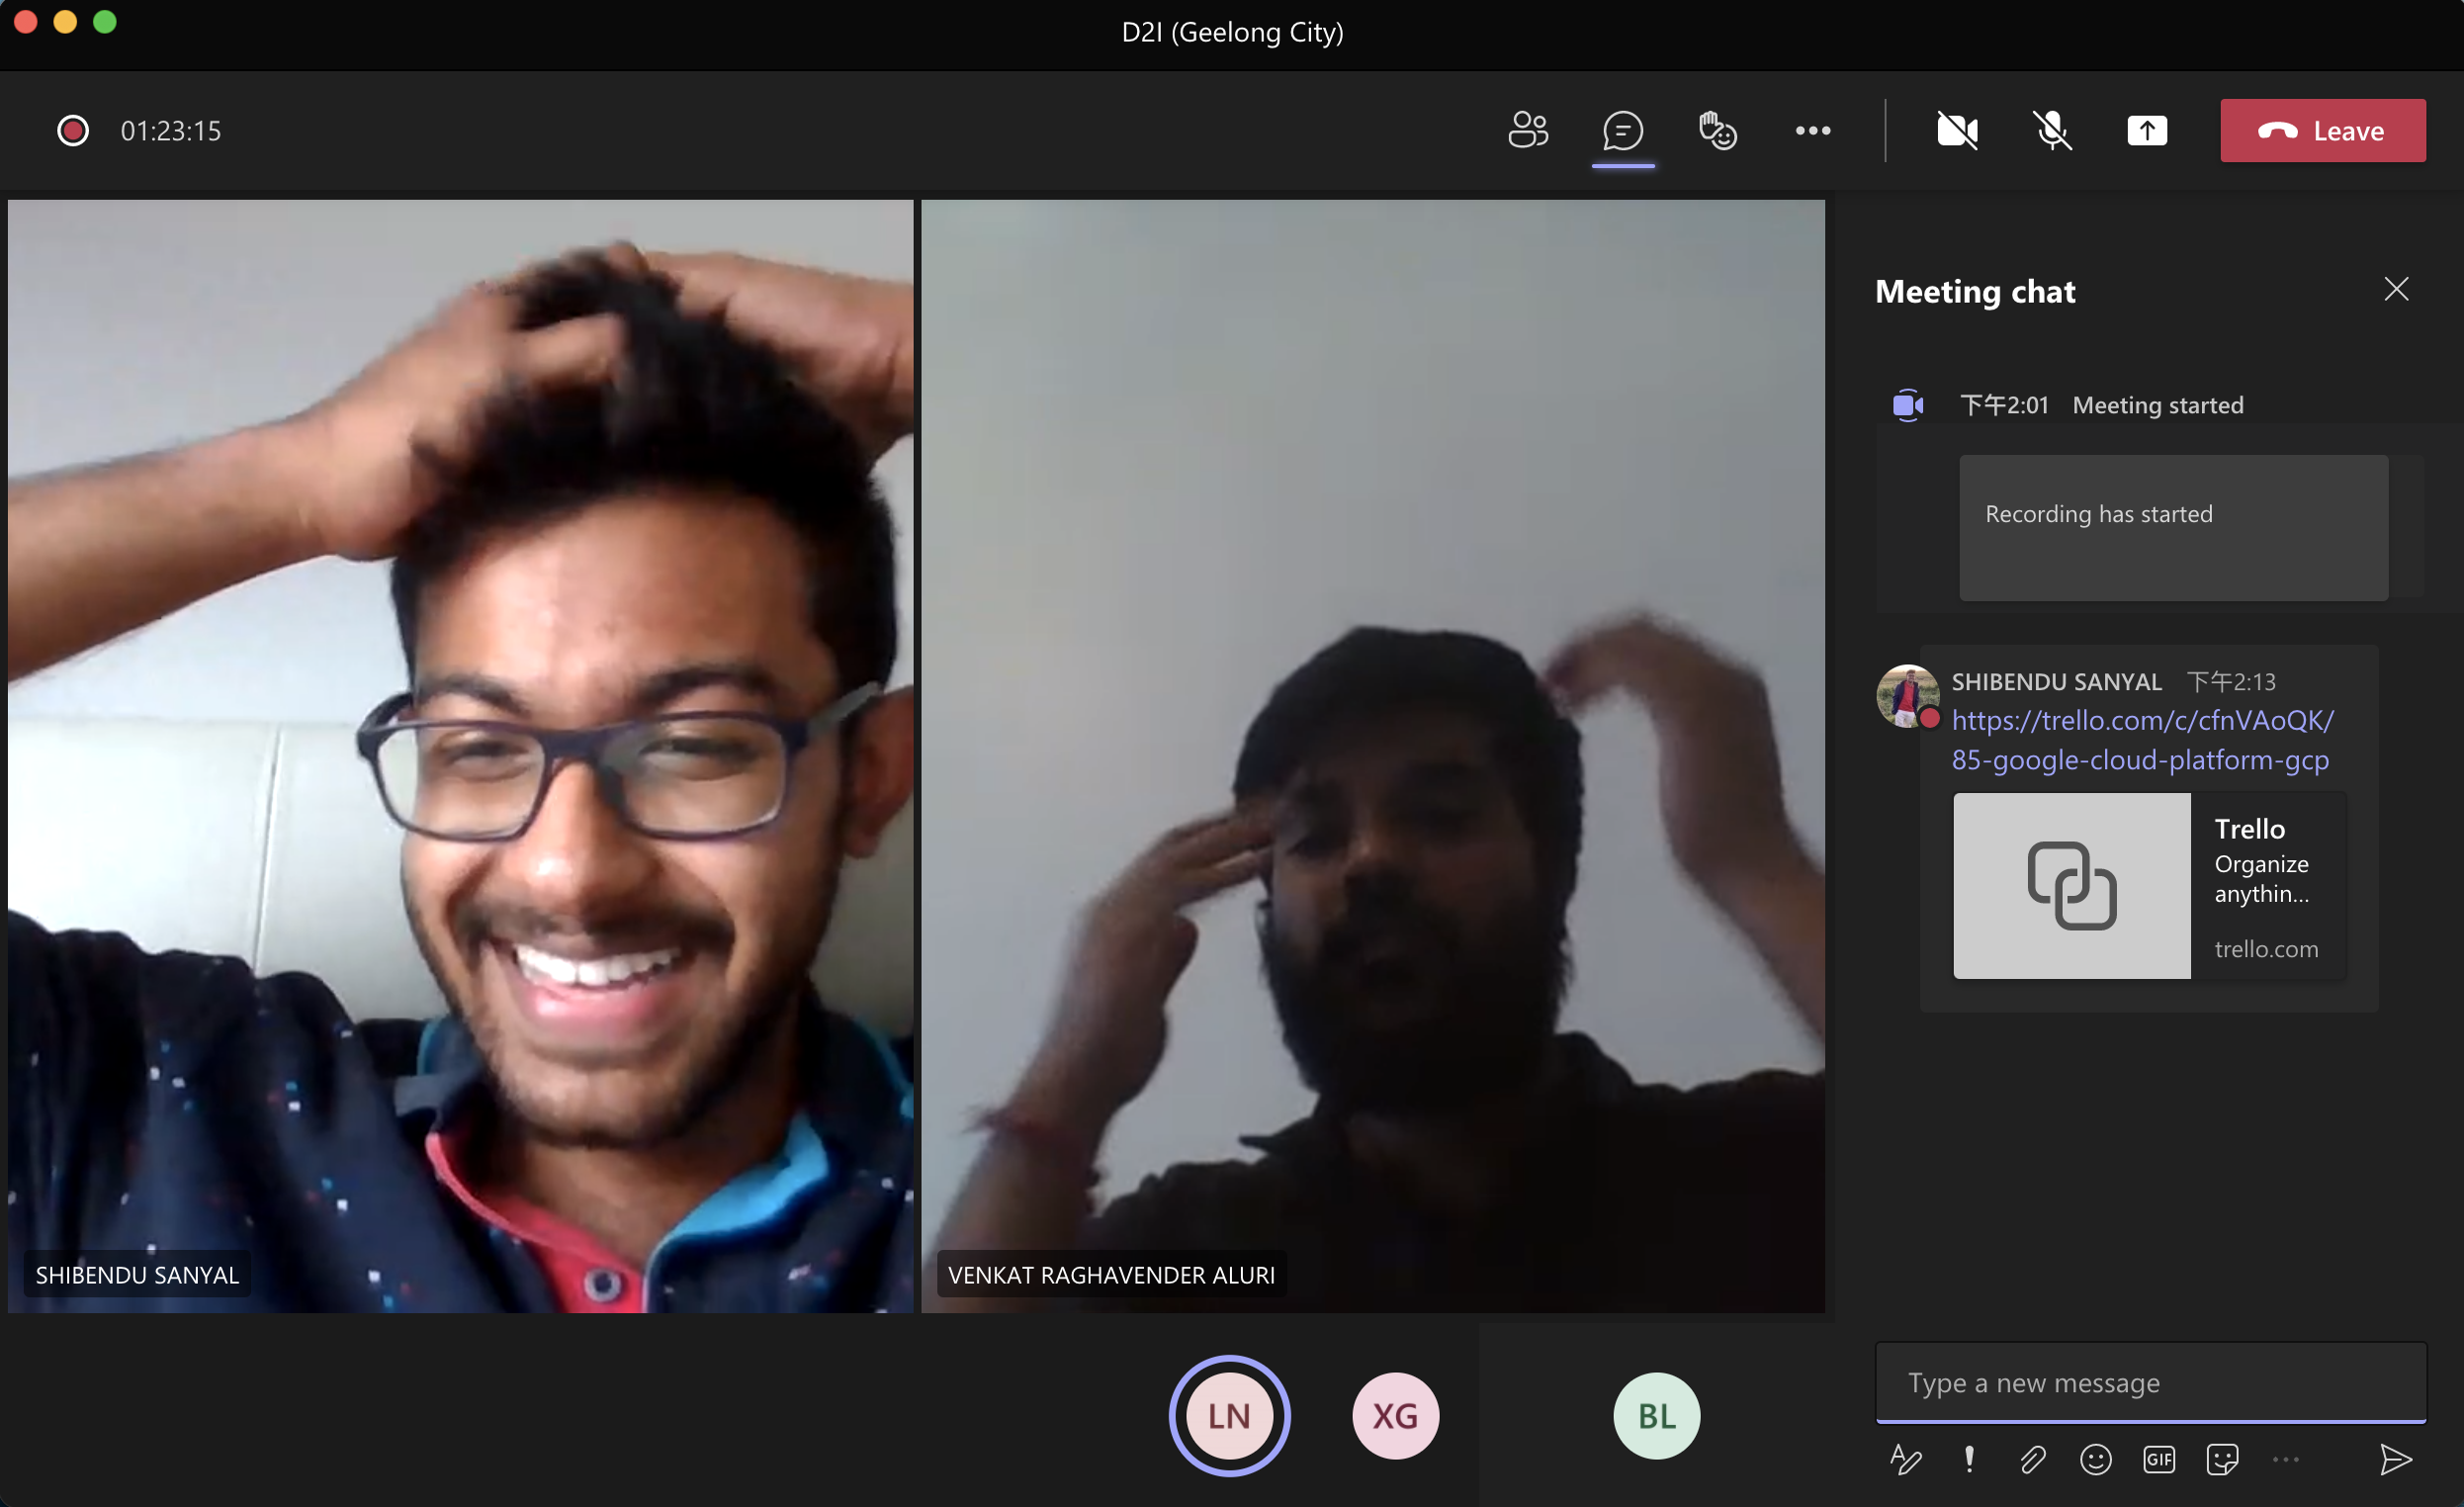 D2I (Geelong City)
01:23:15
Leave
SHIBENDU SANYAL
VENKAT RAGHAVENDER ALURI
LN
XG
BL
Meeting chat
下午2:01 Meeting started
Recording has started
SHIBENDU SANYAL 下午2:13
https://trello.com/c/cfnVAoQK/
85-google-cloud-platform-gcp
Trello
Organize
anythin...
trello.com
Type a new message
GIF